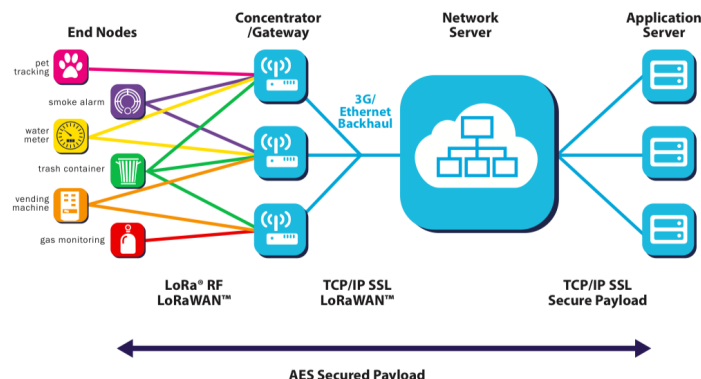 End Nodes
Concentrator
/Gateway
Network
Server
Application
Server
pet
tracking
smoke alarm
water
meter
trash container
vending
machine
gas monitoring
3G/
Ethernet
Backhaul
LoRa® RF
LoRaWAN™
TCP/IP SSL
LoRaWAN™
TCP/IP SSL
Secure Payload
AES Secured Payload